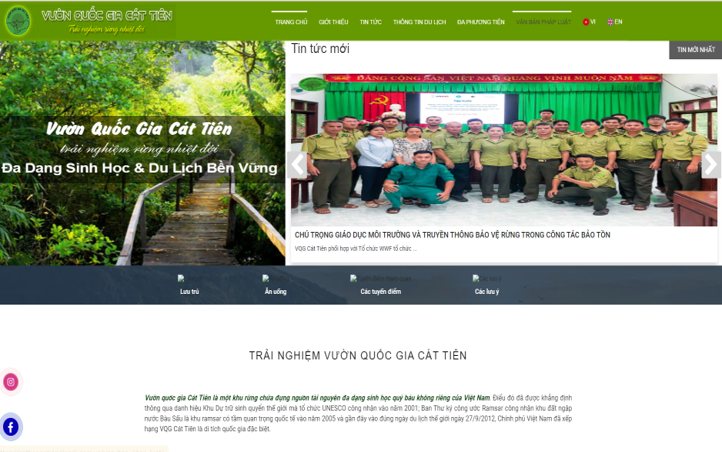 VƯỜN QUỐC GIA CÁT TIÊN
Trải nghiệm rừng nhiệt đới
TRANG CHỦ
GIỚI THIỆU
TIN TỨC
THÔNG TIN DU LỊCH
ĐA PHƯƠNG TIỆN
VĂN BẢN PHÁP LUẬT
VI
EN
Tin tức mới
TIN MỚI NHẤT
ĐẢNG CỘNG SẢN VIỆT NAM QUANG VINH MUÔN NĂM
Vườn Quốc Gia Cát Tiên
trải nghiệm rừng nhiệt đới
Đa Dạng Sinh Học & Du Lịch Bền Vững
CHÚ TRỌNG GIÁO DỤC MÔI TRƯỜNG VÀ TRUYỀN THÔNG BẢO VỆ RỪNG TRONG CÔNG TÁC BẢO TỒN
VQG Cát Tiên phối hợp với Tổ chức WWF tổ chức ...
Các lưu ý
Lưu trú
Ăn uống
Các tuyến điểm
Các lưu ý
TRẢI NGHIỆM VƯỜN QUỐC GIA CÁT TIÊN
Vườn quốc gia Cát Tiên là một khu rừng chứa đựng nguồn tài nguyên đa dạng sinh học quý báu không riêng của Việt Nam. Điều đó đã được khẳng định
thông qua danh hiệu Khu Dự trữ sinh quyển thế giới mà tổ chức UNESCO công nhận vào năm 2001, Ban Thư ký công ước Ramsar công nhận khu đất ngập
nước Bàu Sấu là khu ramsar có tầm quan trọng quốc tế vào năm 2005 và gần đây vào đúng ngày du lịch thế giới ngày 27/9/2012, Chính phủ Việt Nam đã xếp
hạng VQG Cát Tiên là di tích quốc gia đặc biệt.